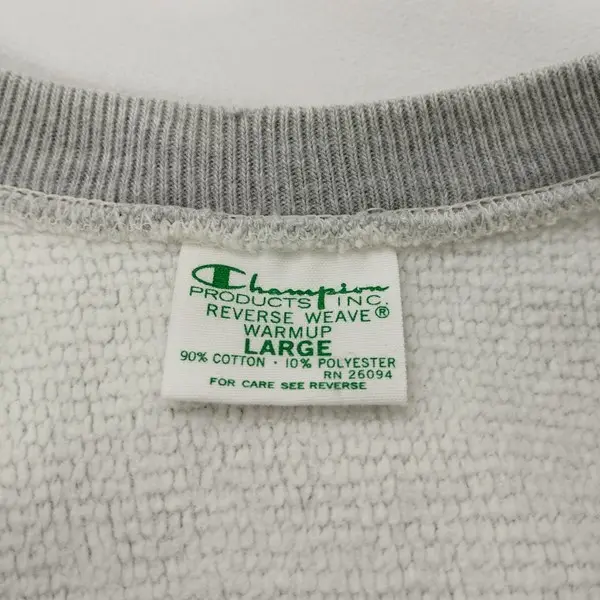 Champion
PRODUCTS INC.
REVERSE WEAVE®
WARMUP
LARGE
90% COTTON · 10% POLYESTER
RN 26094
FOR CARE SEE REVERSE